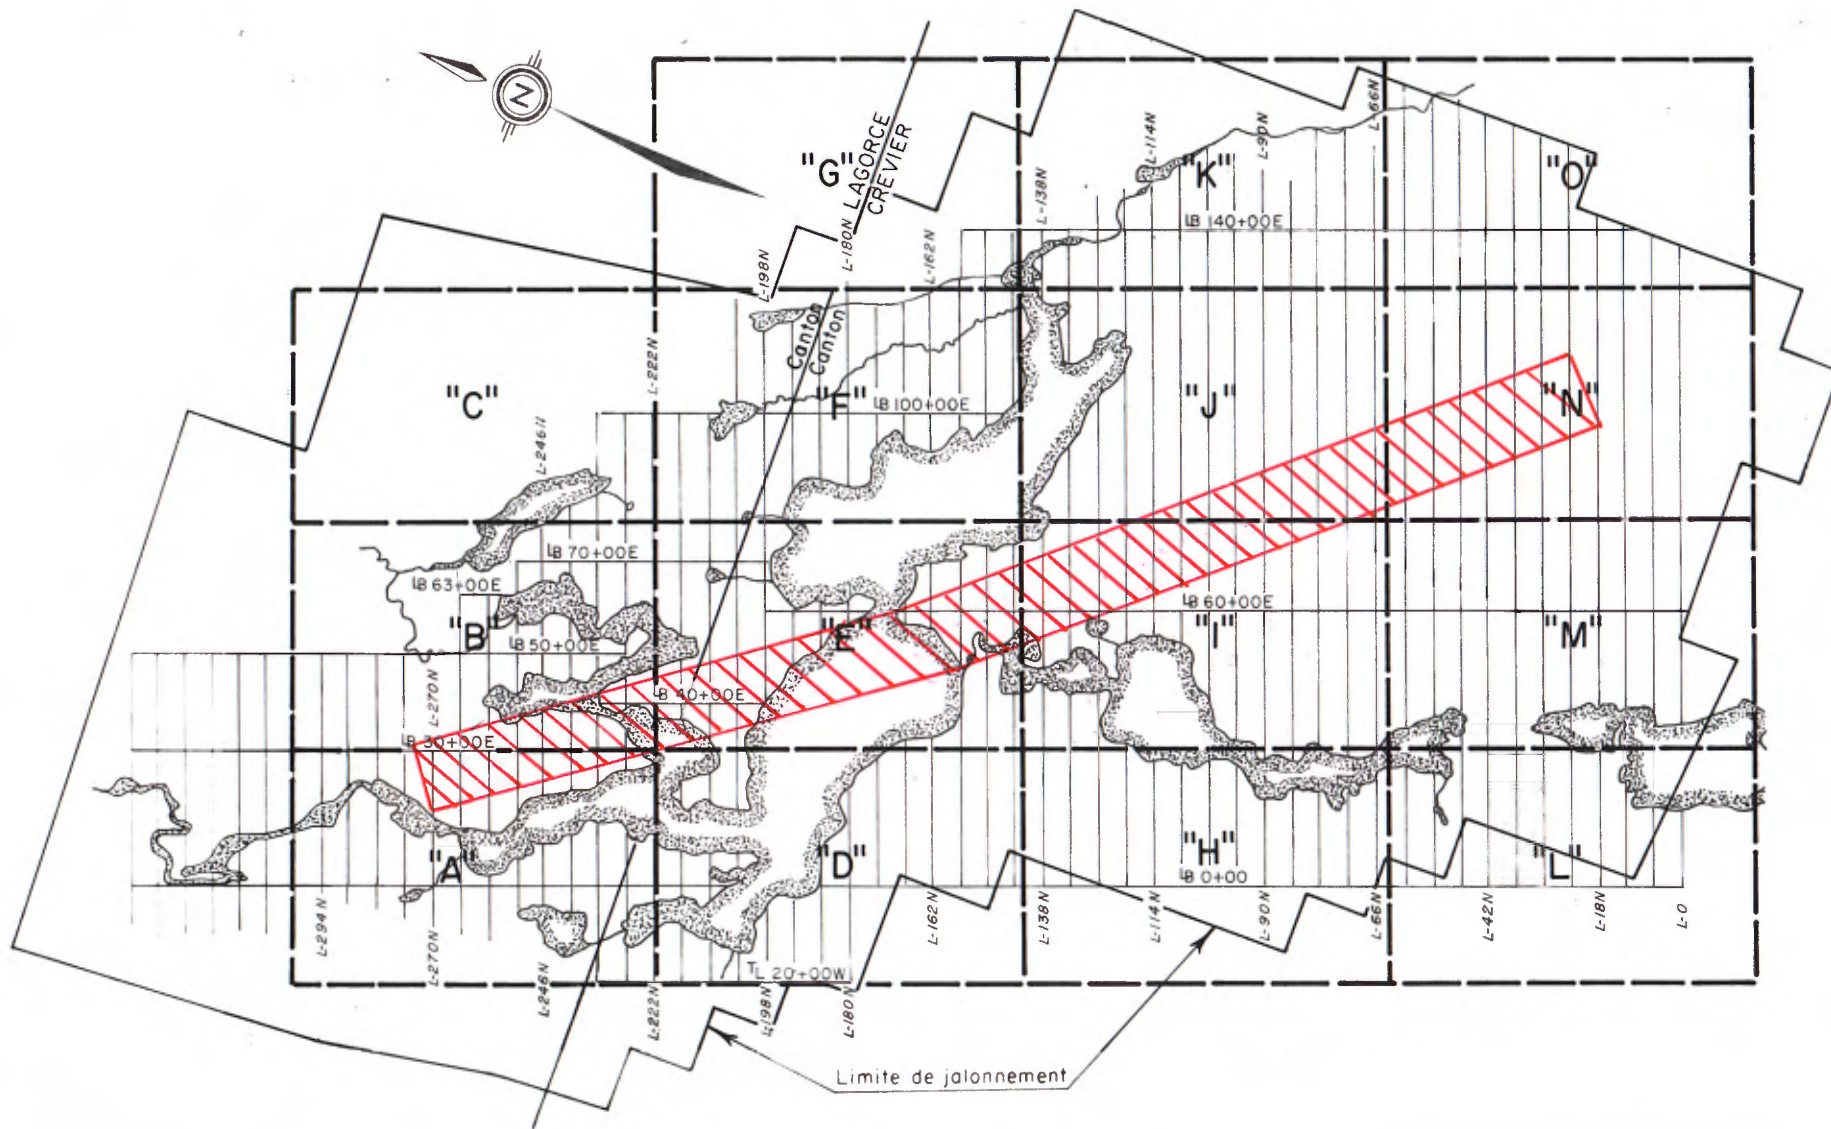 N
"G"
LAGORCE
CREVIER
L-180N
L-198N
L-162N
L-138N
L-114N
"K"
L-90N
L-66N
"O"
LB 140+00E
Canton
Canton
L-222N
"C"
"F"
LB 100+00E
"J"
"N"
L-246N
LB 70+00E
LB 63+00E
"B"
LB 50+00E
"E"
LB 60+00E
"I"
"M"
L-270N
LB 40+00E
LB 30+00E
"A"
"D"
"H"
LB 0+00
"L"
L-294N
L-270N
L-246N
L-222N
L-198N
L-180N
L-162N
L-138N
L-114N
L-90N
L-66N
L-42N
L-18N
L-0
TL 20+00W
Limite de jalonnement